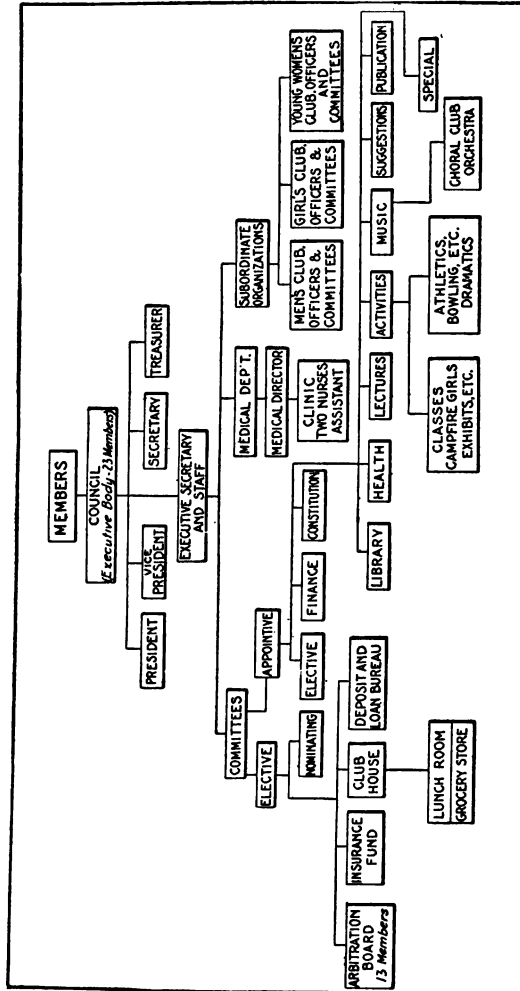 MEMBERS
COUNCIL
(Executive Body-23 Members)
PRESIDENT
VICE
PRESIDENT
SECRETARY
TREASURER
EXECUTIVE SECRETARY
AND STAFF
COMMITTEES
MEDICAL DEP'T.
SUBORDINATE
ORGANIZATIONS
ELECTIVE
APPOINTIVE
MEDICAL DIRECTOR
CLINIC
TWO NURSES
ASSISTANT
MENS CLUB,
OFFICERS &
COMMITTEES
GIRL'S CLUB,
OFFICERS &
COMMITTEES
YOUNG WOMEN'S
CLUB, OFFICERS
AND
COMMITTEES
NOMINATING
ELECTIVE
FINANCE
CONSTITUTION
ARBITRATION
BOARD
13 Members
INSURANCE
FUND
CLUB
HOUSE
DEPOSIT AND
LOAN BUREAU
LIBRARY
HEALTH
LECTURES
ACTIVITIES
MUSIC
SUGGESTIONS
PUBLICATION
SPECIAL
LUNCH ROOM
GROCERY STORE
CLASSES
CAMPFIRE GIRLS
EXHIBITS, ETC.
ATHLETICS,
BOWLING, ETC.
DRAMATICS
CHORAL CLUB
ORCHESTRA